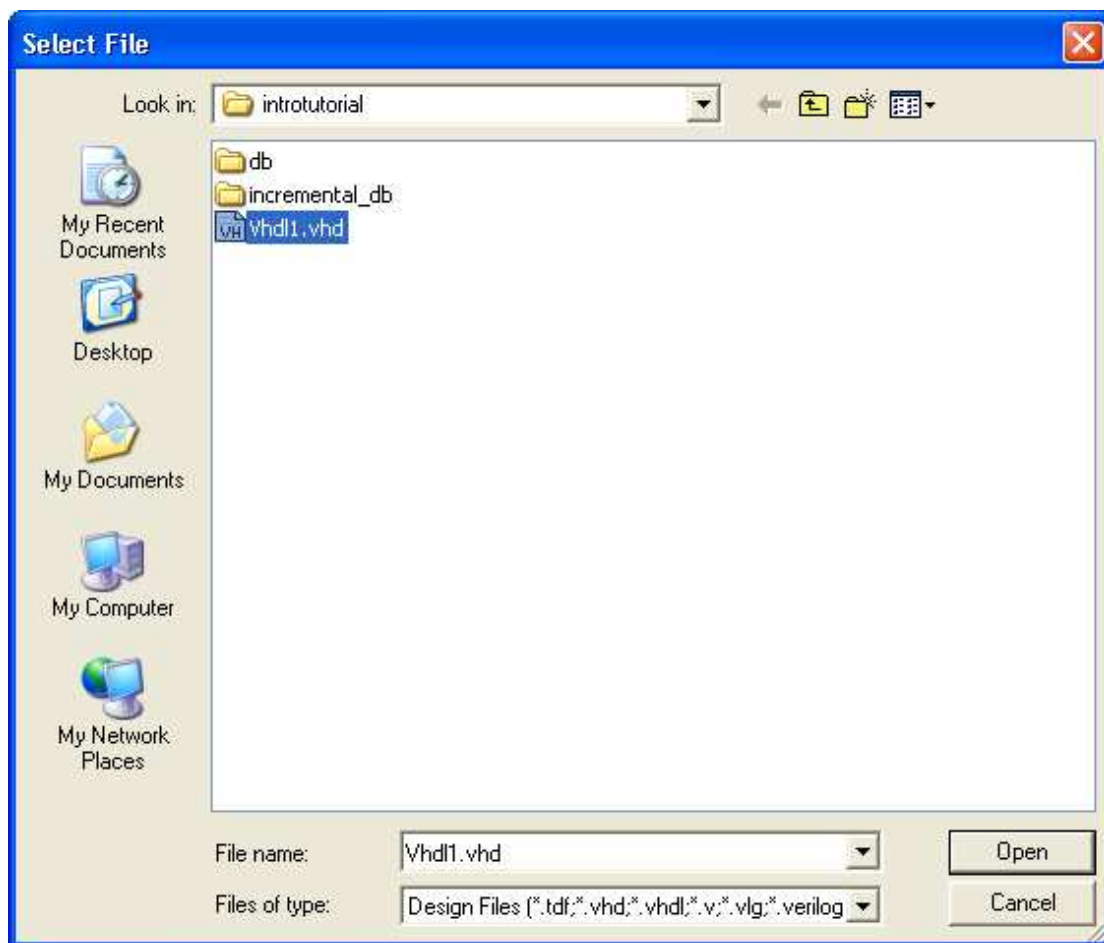 Select File
Look in:
introtutorial
db
incremental_db
VH Vhdl1.vhd
My Recent
Documents
Desktop
My Documents
My Computer
My Network
Places
File name:
Vhdl1.vhd
Open
Files of type:
Design Files (*.tdf;*.vhd;*.vhdl;*.v;*.vlg;*.verilog
Cancel